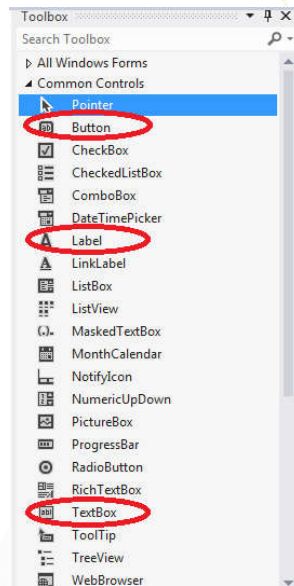 Toolbox
Search Toolbox
All Windows Forms
Common Controls
Pointer
Button
CheckBox
CheckedListBox
ComboBox
DateTimePicker
Label
LinkLabel
ListBox
ListView
MaskedTextBox
MonthCalendar
NotifyIcon
NumericUpDown
PictureBox
ProgressBar
RadioButton
RichTextBox
TextBox
ToolTip
TreeView
WebBrowser